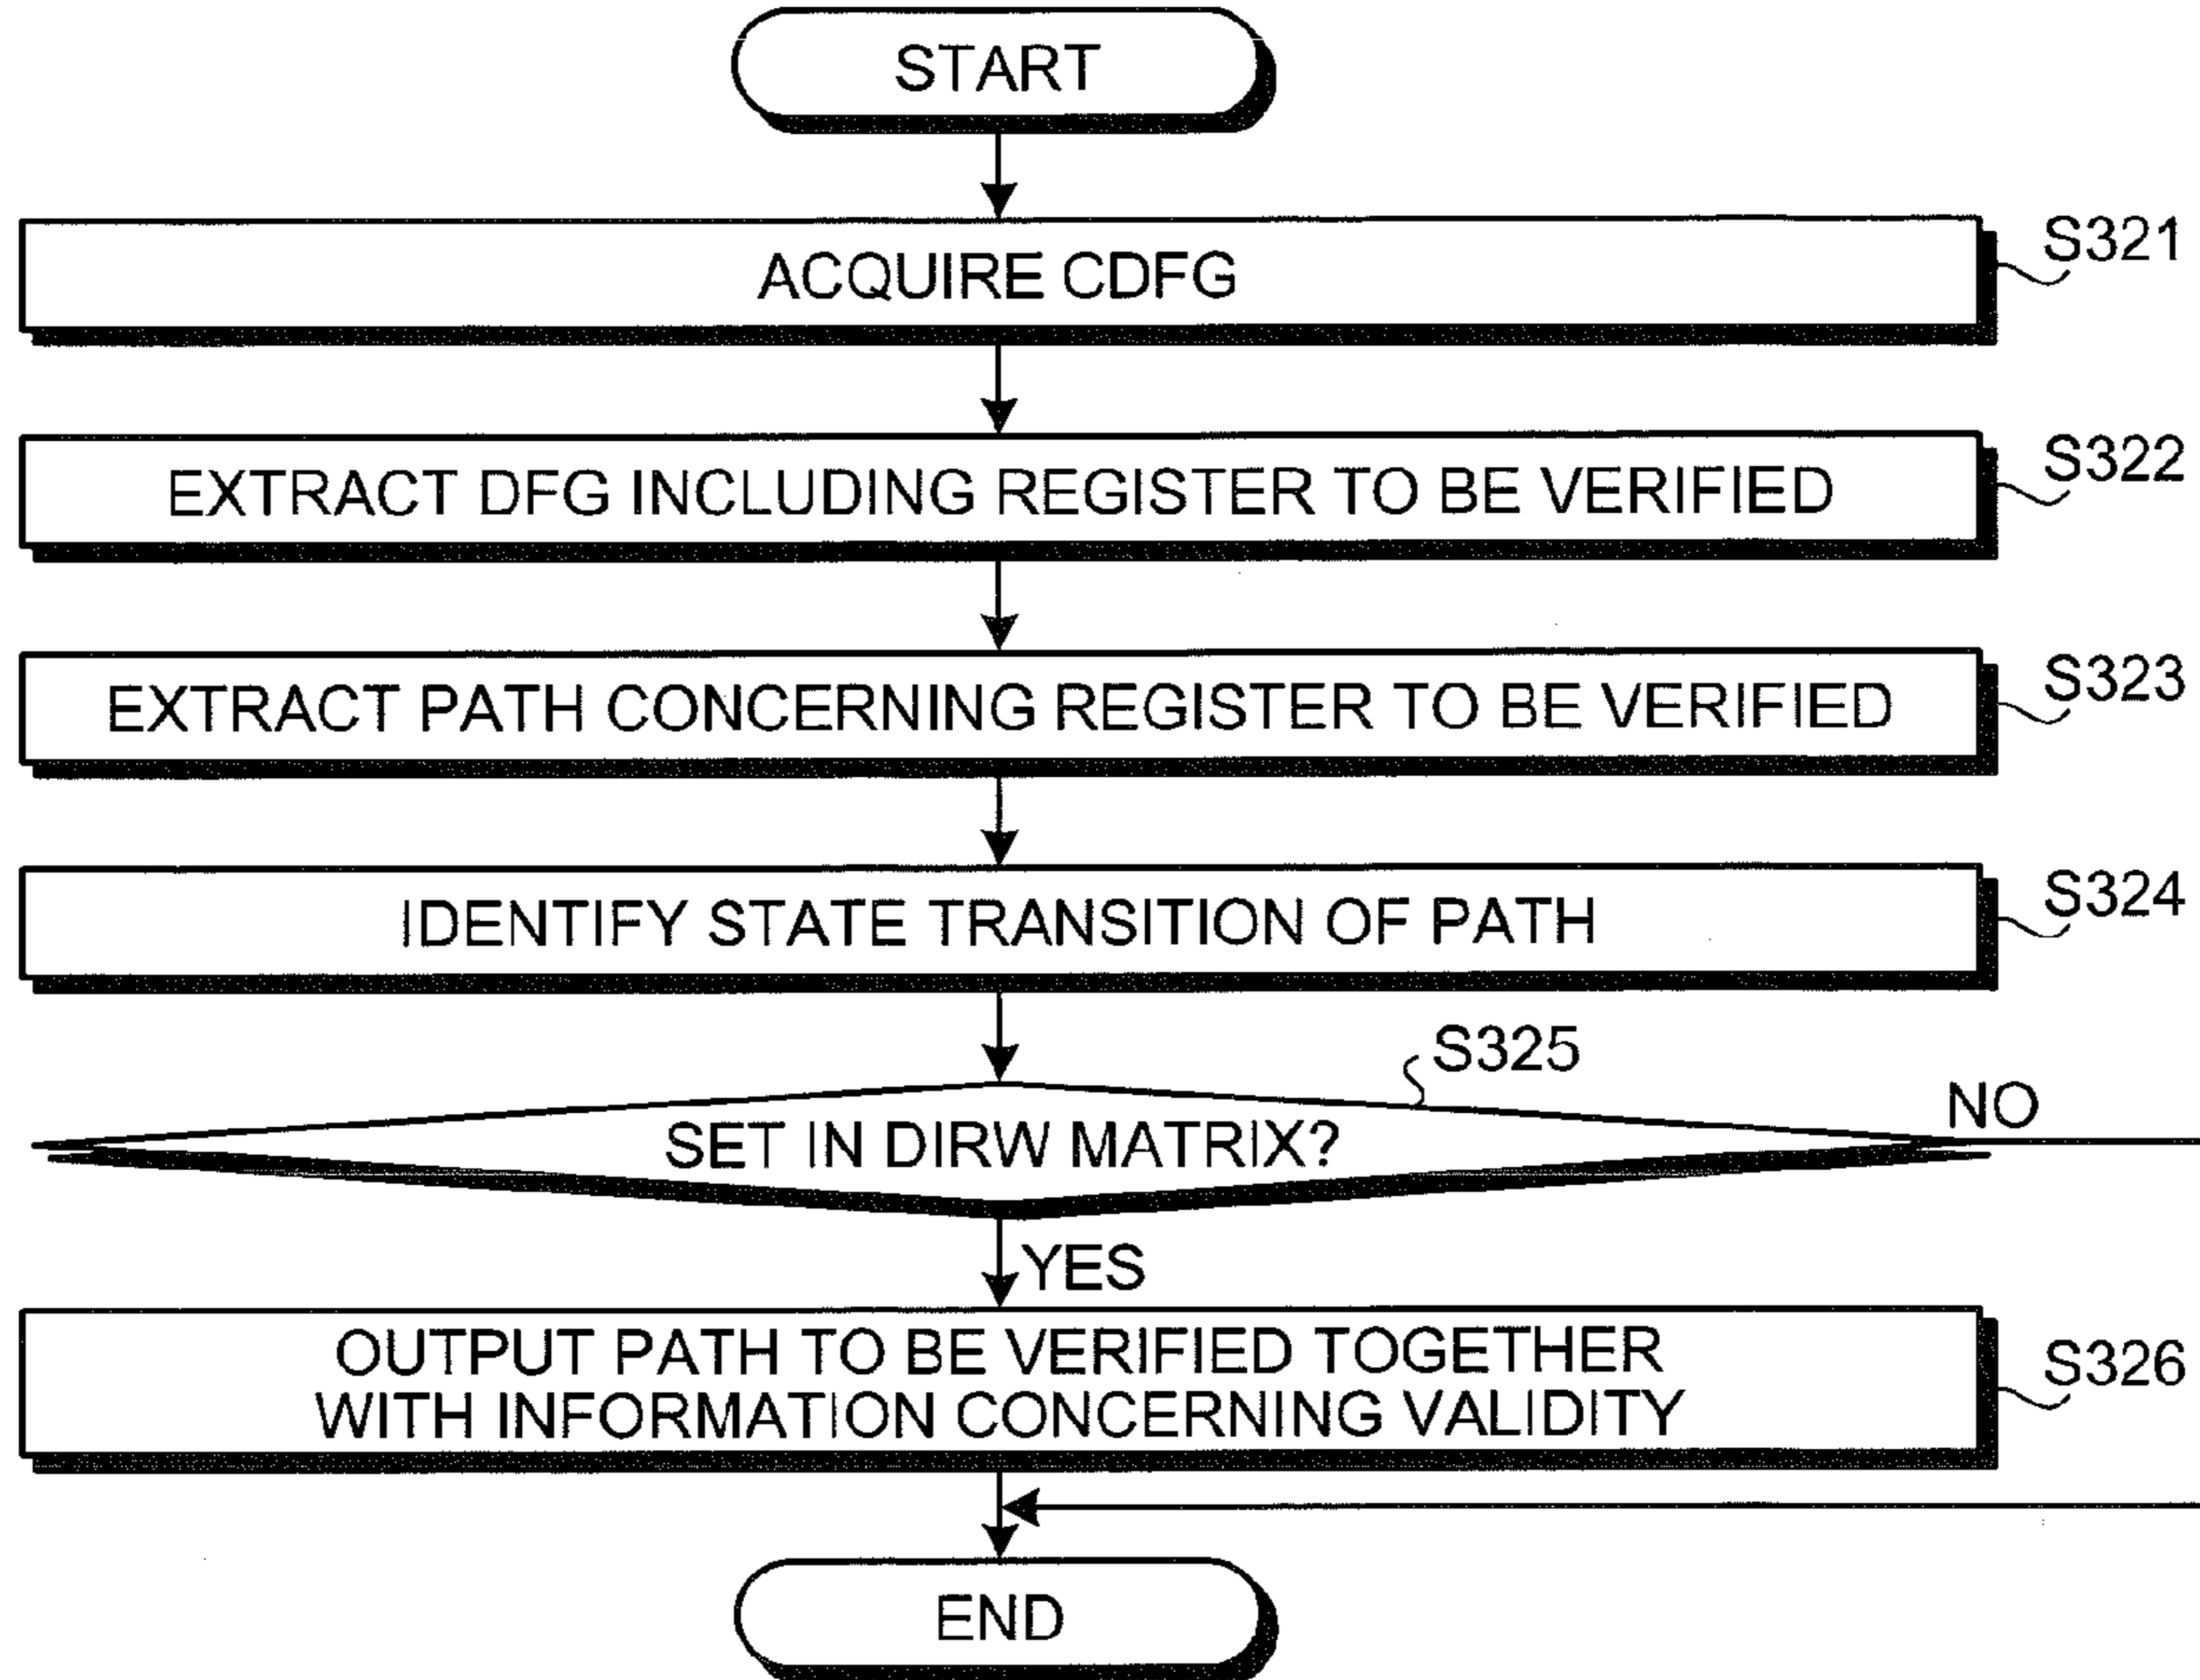 START
ACQUIRE CDFG
S321
EXTRACT DFG INCLUDING REGISTER TO BE VERIFIED
S322
EXTRACT PATH CONCERNING REGISTER TO BE VERIFIED
S323
IDENTIFY STATE TRANSITION OF PATH
S324
S325
SET IN DIRW MATRIX?
NO
YES
OUTPUT PATH TO BE VERIFIED TOGETHER
WITH INFORMATION CONCERNING VALIDITY
S326
END